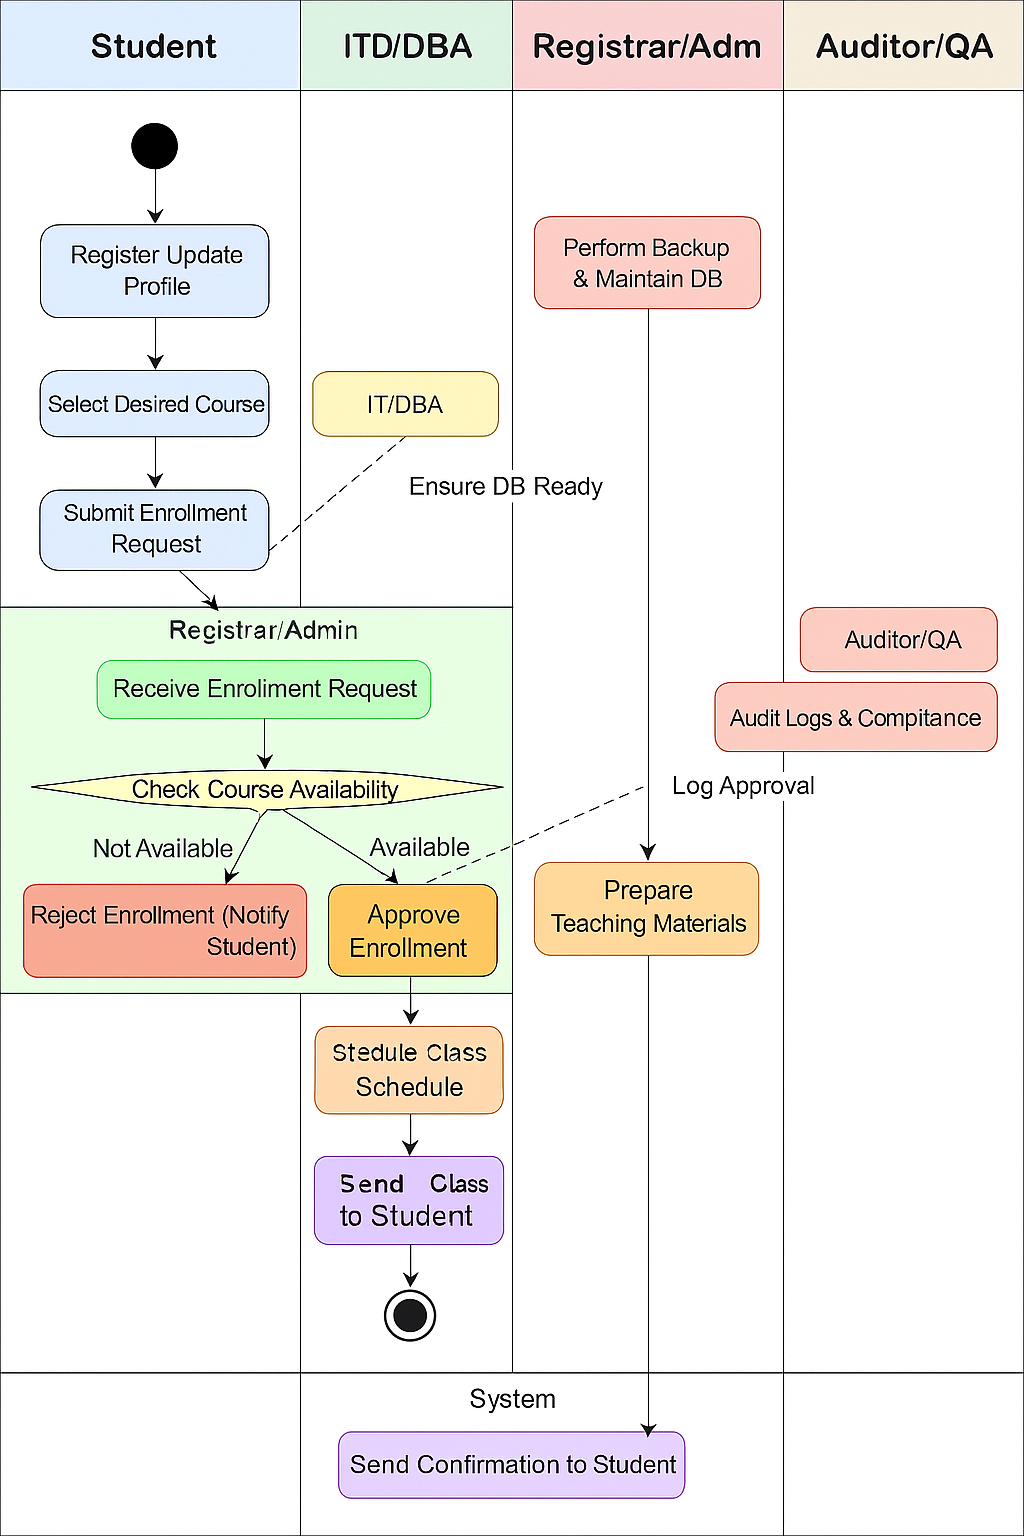 Student
ITD/DBA
Registrar/Adm
Auditor/QA
Register Update
Profile
Perform Backup
& Maintain DB
Select Desired Course
IT/DBA
Ensure DB Ready
Submit Enrollment
Request
Registrar/Admin
Auditor/QA
Receive Enroliment Request
Audit Logs & Compitance
Check Course Availability
Log Approval
Not Available
Available
Reject Enrollment (Notify
Student)
Approve
Enrollment
Prepare
Teaching Materials
Stedule Class
Schedule
Send Class
to Student
System
Send Confirmation to Student